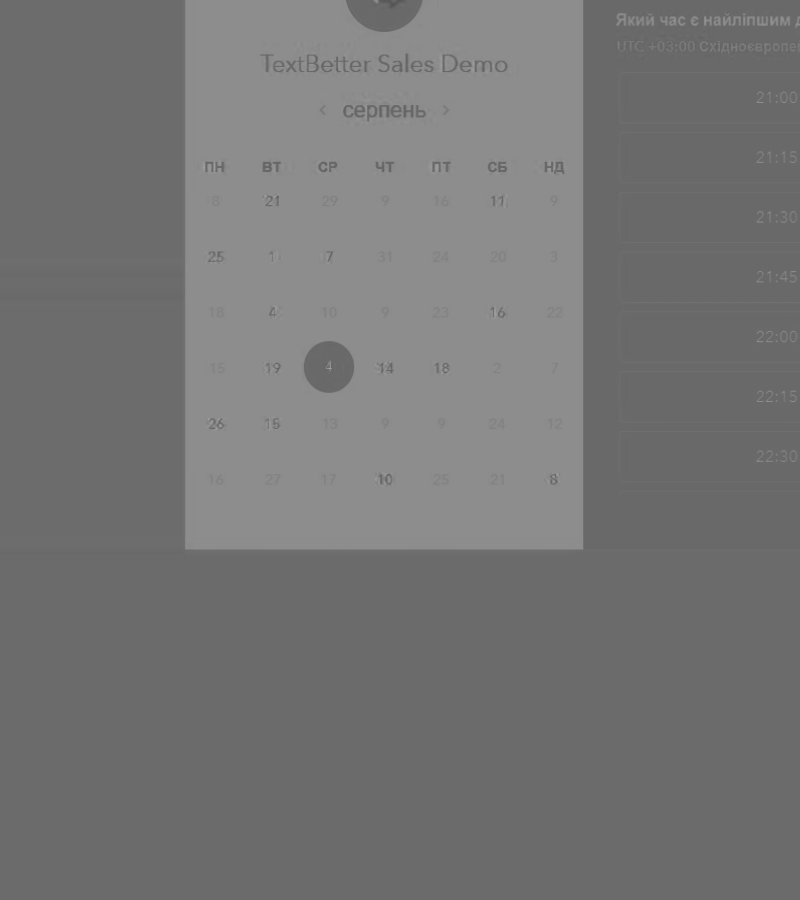 TextBetter Sales Demo
серпень
ПН ВТ СР ЧТ ПТ СБ НД
8 21 29 9 16 11 9
25 1 7 31 24 20 3
18 4 10 9 23 16 22
15 19 4 14 18 2 7
26 15 13 9 9 24 12
16 27 17 10 25 21 8
Який час є найліпшим
UTC +03:00
21:00
21:15
21:30
21:45
22:00
22:15
22:30